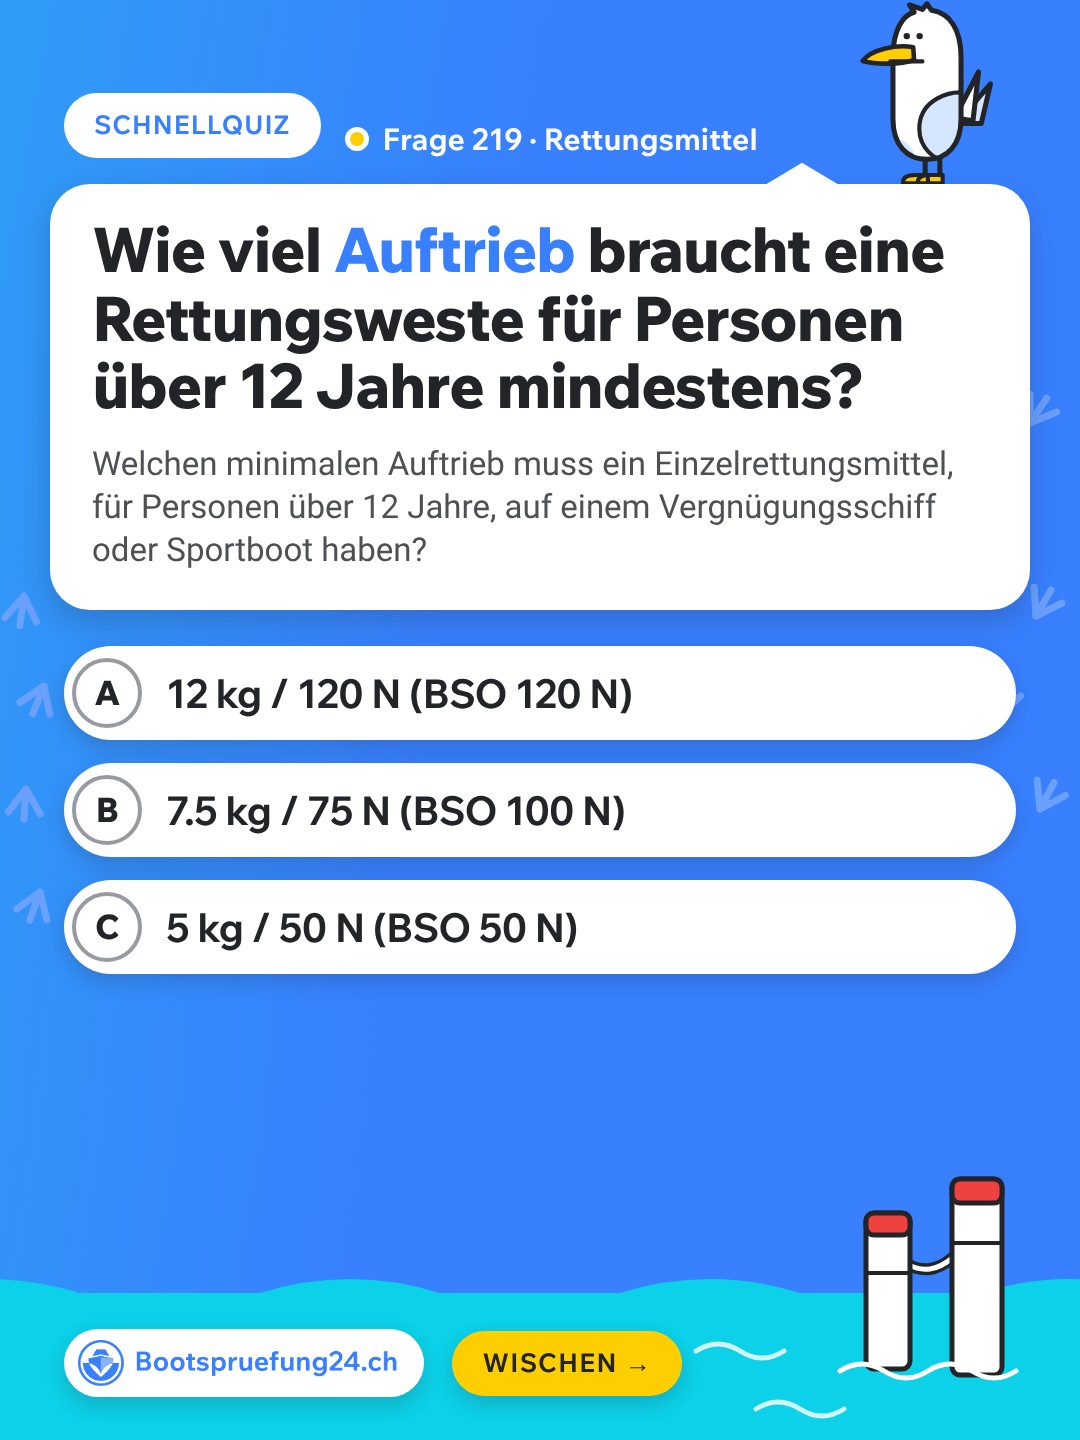 SCHNELLQUIZ
Frage 219 · Rettungsmittel
Wie viel Auftrieb braucht eine
Rettungsweste für Personen
über 12 Jahre mindestens?
Welchen minimalen Auftrieb muss ein Einzelrettungsmittel,
für Personen über 12 Jahre, auf einem Vergnügungsschiff
oder Sportboot haben?
A 12 kg / 120 N (BSO 120 N)
B 7.5 kg / 75 N (BSO 100 N)
C 5 kg / 50 N (BSO 50 N)
Bootspruefung24.ch
WISCHEN →